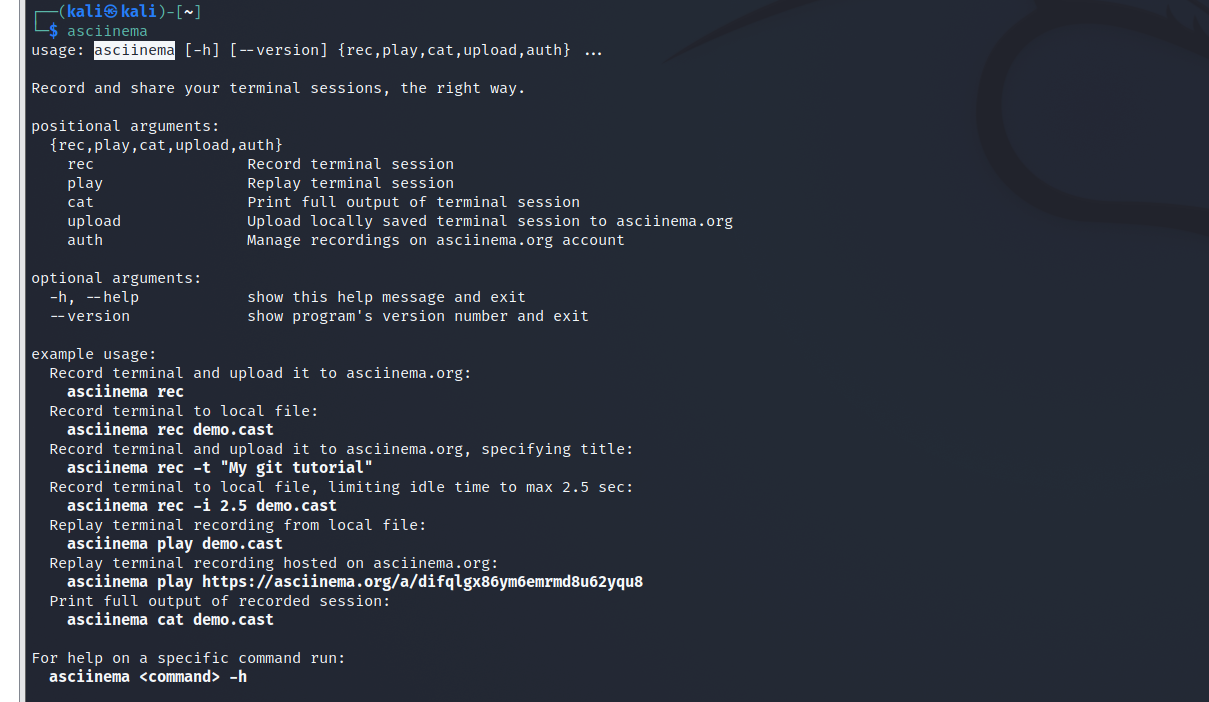 ┌──(kali㉿kali)-[~]
└─$ asciinema
usage: asciinema [-h] [--version] {rec,play,cat,upload,auth} ...

Record and share your terminal sessions, the right way.

positional arguments:
  {rec,play,cat,upload,auth}
    rec                 Record terminal session
    play                Replay terminal session
    cat                 Print full output of terminal session
    upload              Upload locally saved terminal session to asciinema.org
    auth                Manage recordings on asciinema.org account

optional arguments:
  -h, --help            show this help message and exit
  --version             show program's version number and exit

example usage:
  Record terminal and upload it to asciinema.org:
    asciinema rec
  Record terminal to local file:
    asciinema rec demo.cast
  Record terminal and upload it to asciinema.org, specifying title:
    asciinema rec -t "My git tutorial"
  Record terminal to local file, limiting idle time to max 2.5 sec:
    asciinema rec -i 2.5 demo.cast
  Replay terminal recording from local file:
    asciinema play demo.cast
  Replay terminal recording hosted on asciinema.org:
    asciinema play https://asciinema.org/a/difqlgx86ym6emrmd8u62yqu8
  Print full output of recorded session:
    asciinema cat demo.cast

For help on a specific command run:
  asciinema <command> -h